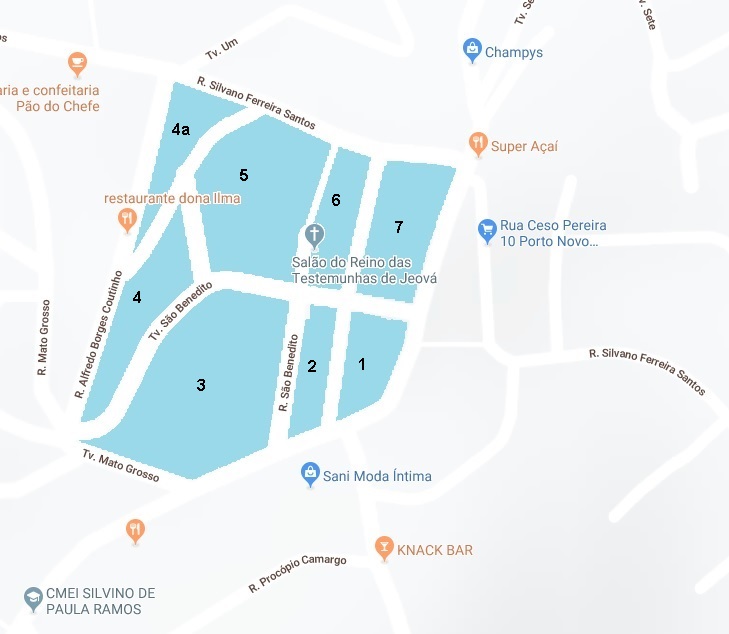 os
Tv. Um
Tv. Se
v. Sete
Champys
aria e confeitaria
Pão do Chefe
R. Silvano Ferreira Santos
4a
Super Açaí
5
restaurante dona Ilma
6
7
Rua Ceso Pereira
10 Porto Novo...
Salão do Reino das
Testemunhas de Jeová
4
Tv. São Benedito
R. Mato Grosso
R. Alfredo Borges Coutinho
3
R. São Benedito
2
1
R. Silvano Ferreira Santos
Tv. Mato Grosso
Sani Moda Íntima
KNACK BAR
R. Procópio Camargo
CMEI SILVINO DE
PAULA RAMOS